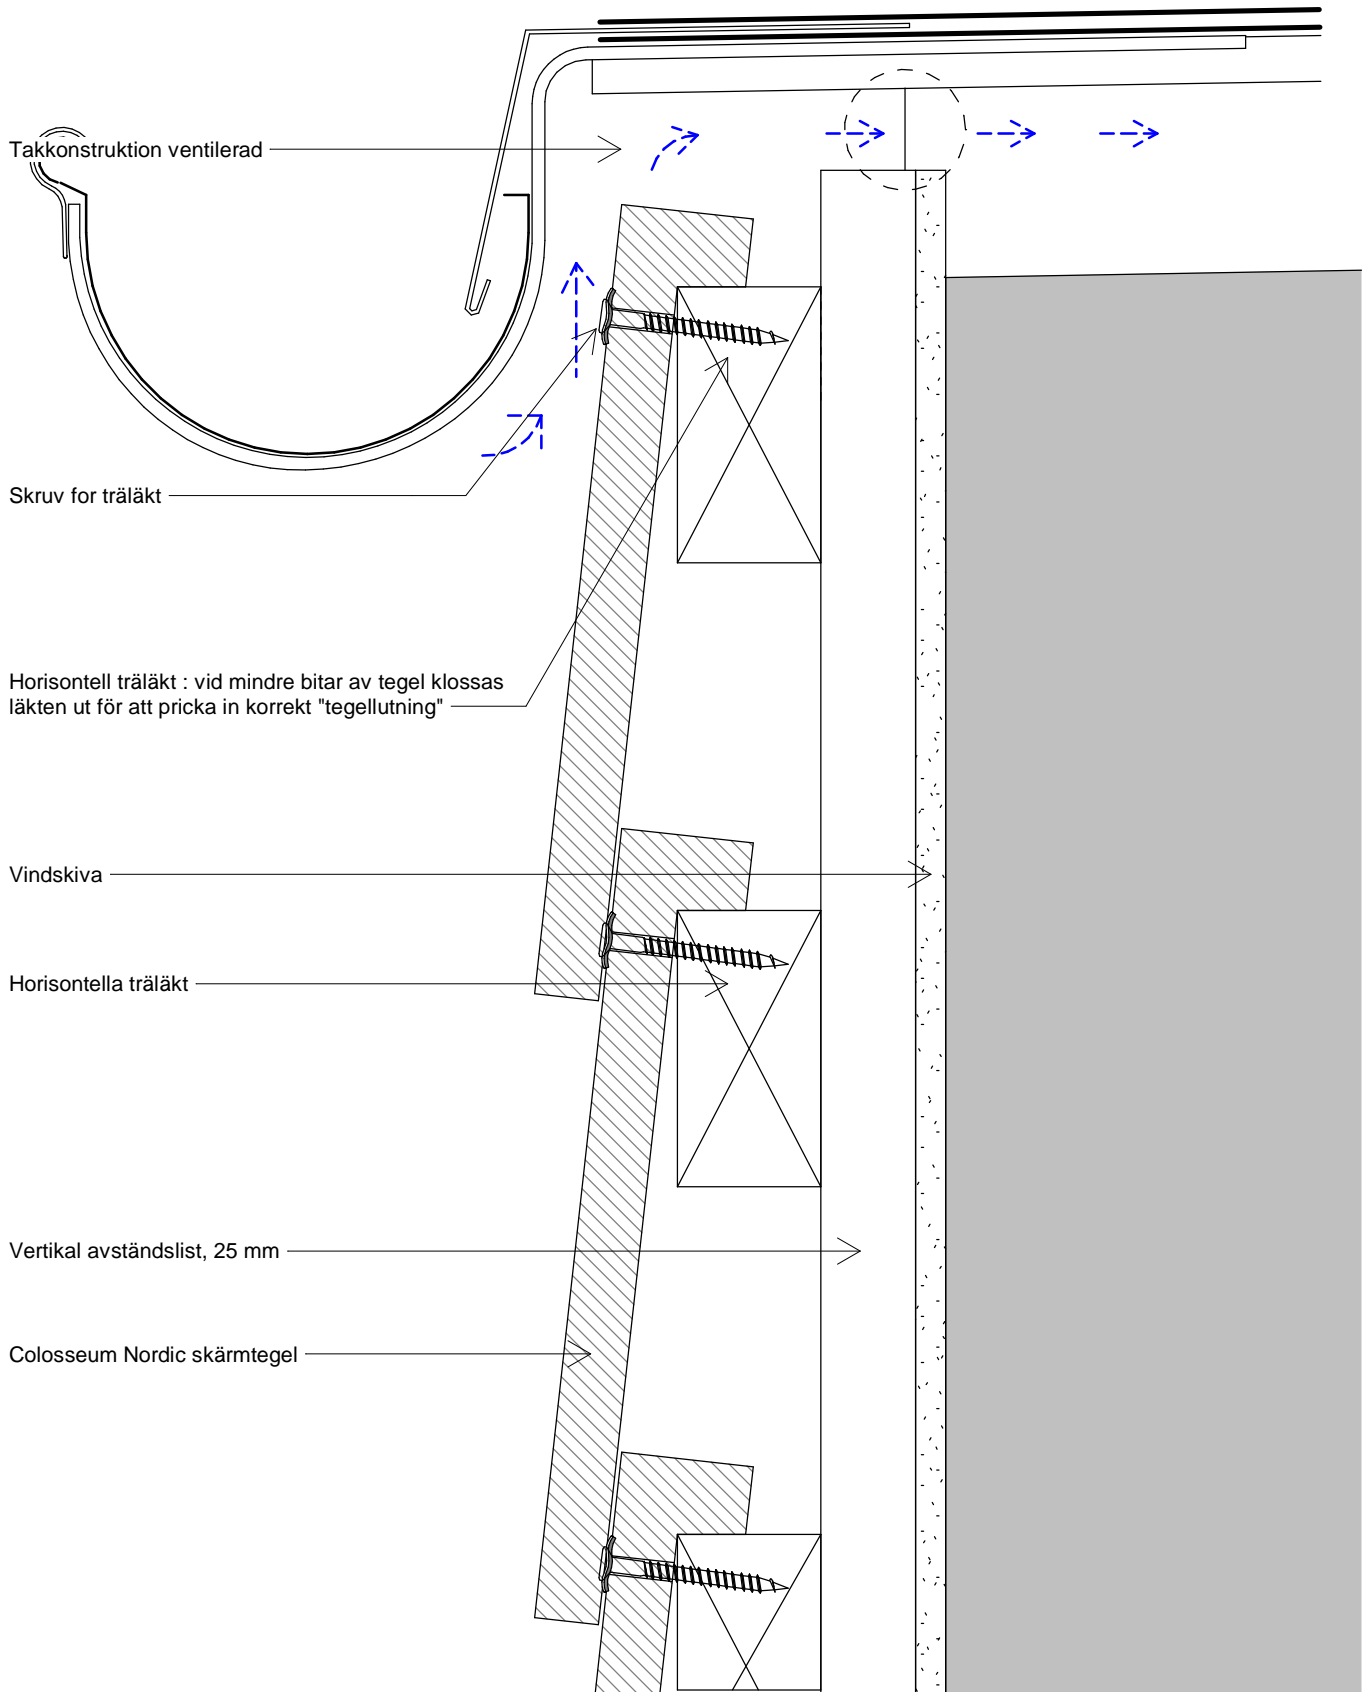 Takkonstruktion ventilerad
Skruv for träläkt
Horisontell träläkt : vid mindre bitar av tegel klossas
läkten ut för att pricka in korrekt "tegellutning"
Vindskiva
Horisontella träläkt
Vertikal avständslist, 25 mm
Colosseum Nordic skärmtegel